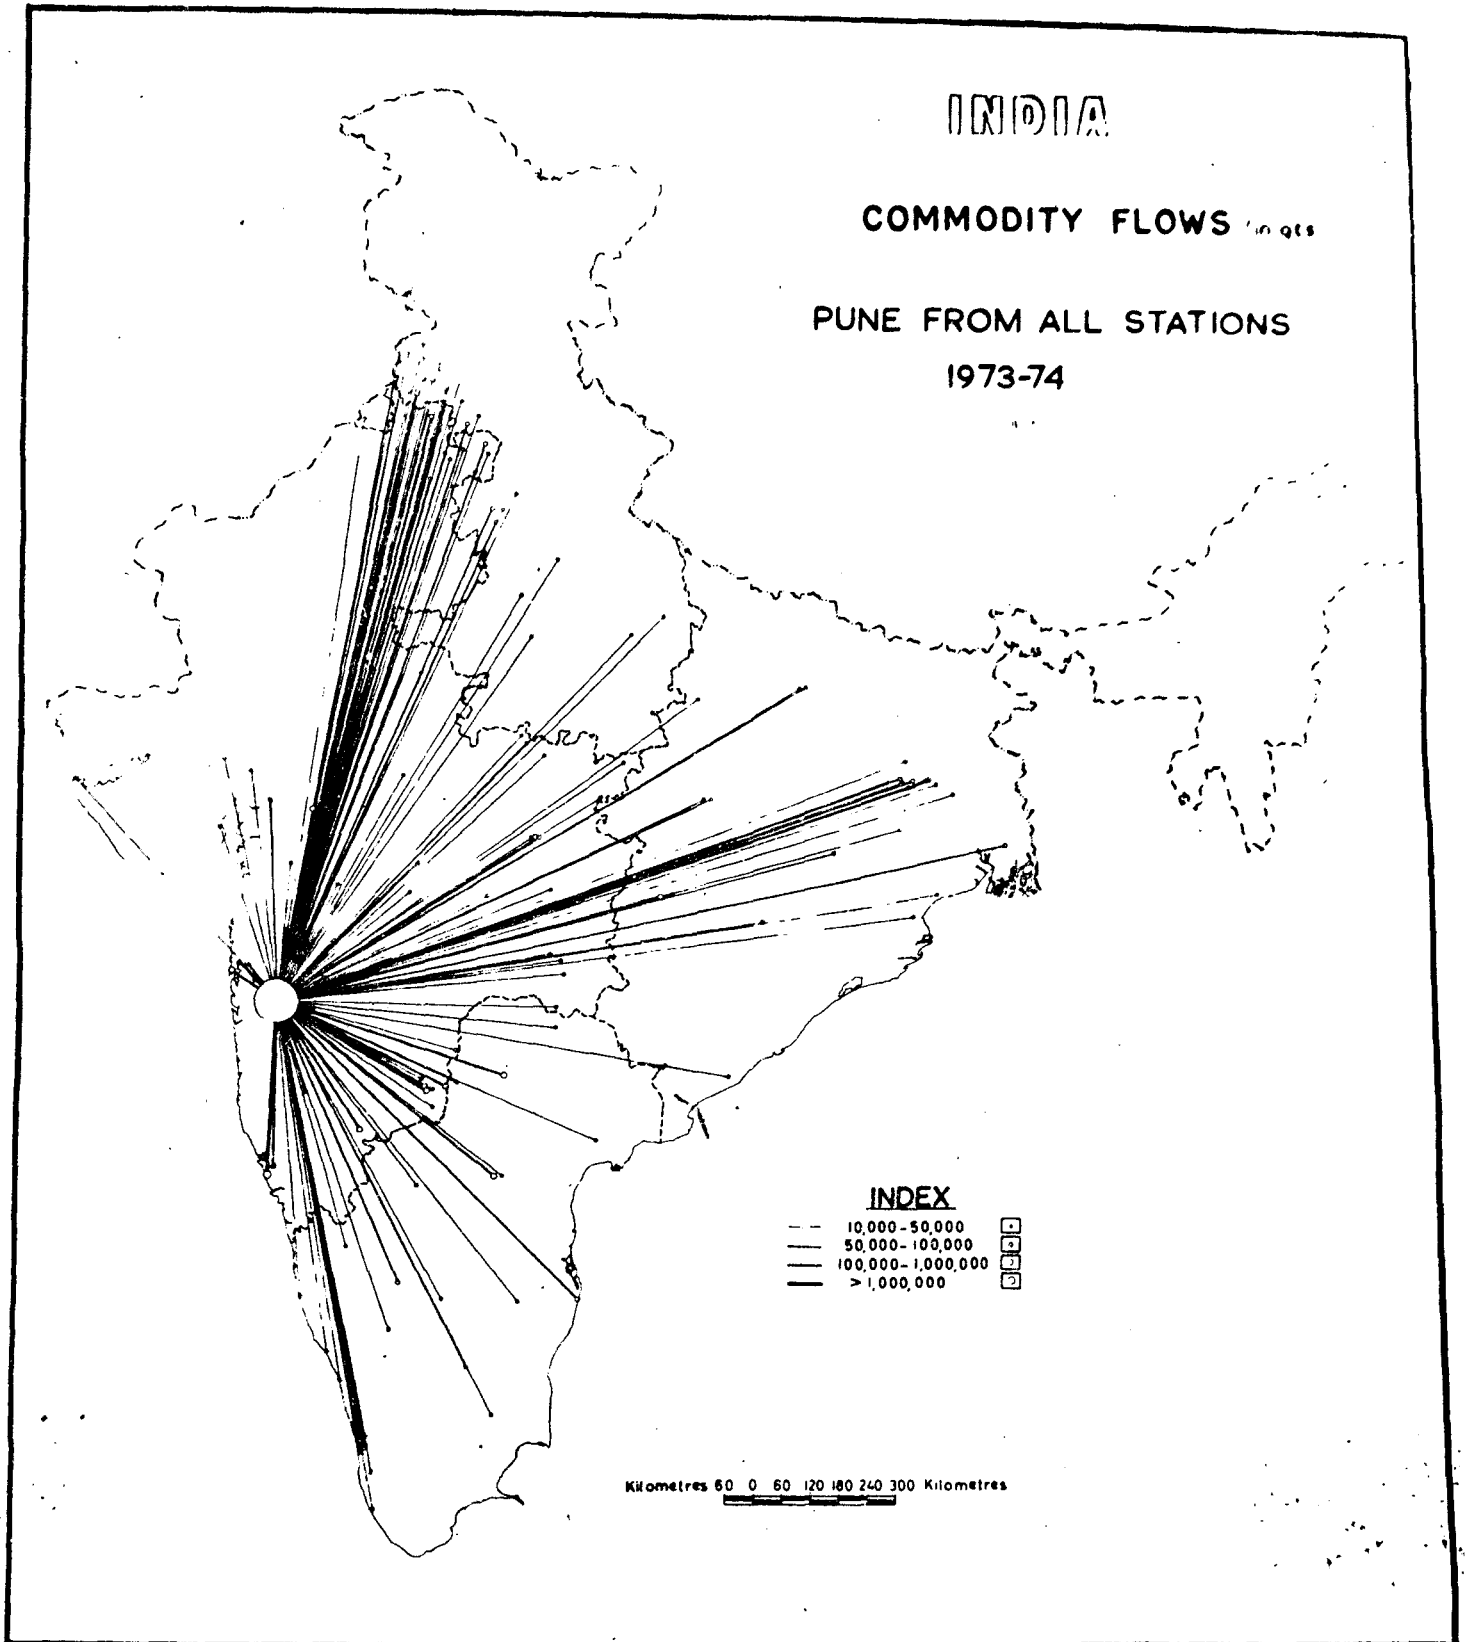 INDIA
COMMODITY FLOWS in qts
PUNE FROM ALL STATIONS
1973-74
INDEX
10,000-50,000
50,000-100,000
100,000-1,000,000
>1,000,000
Kilometres 60 0 60 120 180 240 300 Kilometres